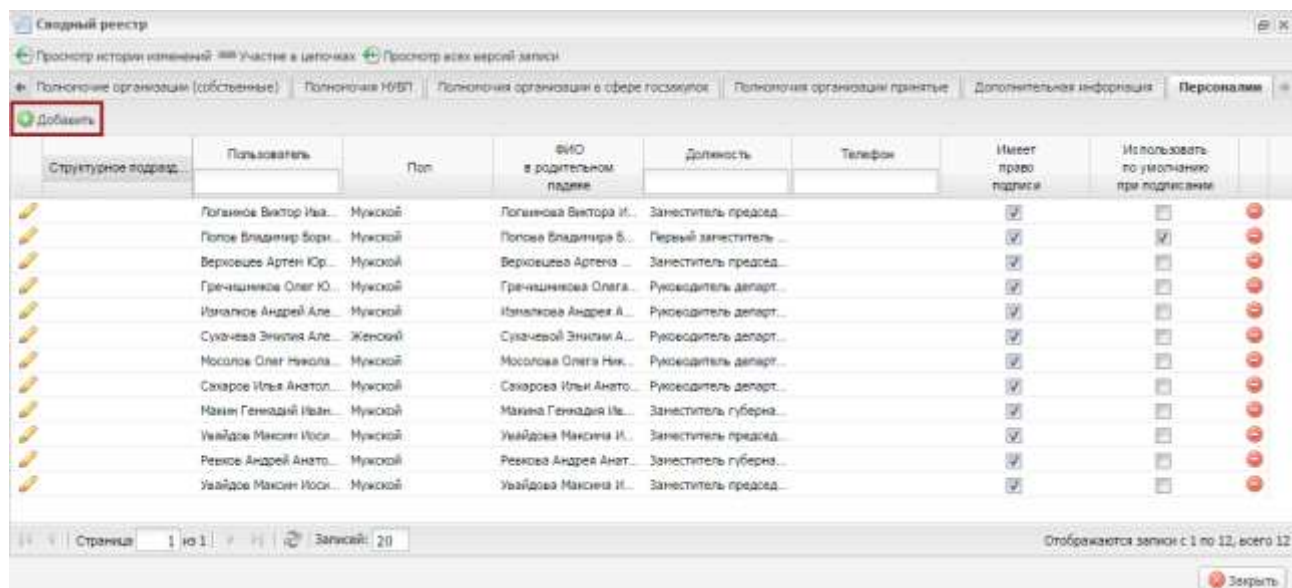 Сводный реестр
Просмотр истории изменений Участие в цепочках Просмотр всех версий записи
Полномочие организации (собственные) Полномочия НУВП Полномочия организации в сфере госзакупок Полномочия организации принятые Дополнительная информация Персоналии
Добавить
Структурное подразд... Пользователь Пол ФИО в родительном падеже Должность Телефон Имеет право подписи Использовать по умолчанию при подписании
Логвинов Виктор Ива... Мужской Логвинова Виктора И... Заместитель председ...
Попов Владимир Бори... Мужской Попова Владимира Б... Первый заместитель ...
Верховцев Артем Юр... Мужской Верховцева Артема ... Заместитель председ...
Гречишников Олег Ю... Мужской Гречишникова Олега... Руководитель департ...
Измалков Андрей Але... Мужской Измалкова Андрея А... Руководитель департ...
Сухачева Эмилия Але... Женский Сухачевой Эмилии А... Руководитель департ...
Мосолов Олег Никола... Мужской Мосолова Олега Ник... Руководитель департ...
Сахаров Илья Анатол... Мужской Сахарова Ильи Анато... Руководитель департ...
Макин Геннадий Иван... Мужской Макина Геннадия Ив... Заместитель губерна...
Увайдов Максим Иоси... Мужской Увайдова Максима И... Заместитель председ...
Ревков Андрей Анато... Мужской Ревкова Андрея Анат... Заместитель губерна...
Увайдов Максим Иоси... Мужской Увайдова Максима И... Заместитель председ...
Страница 1 из 1 Записей: 20 Отображаются записи с 1 по 12, всего 12
Закрыть